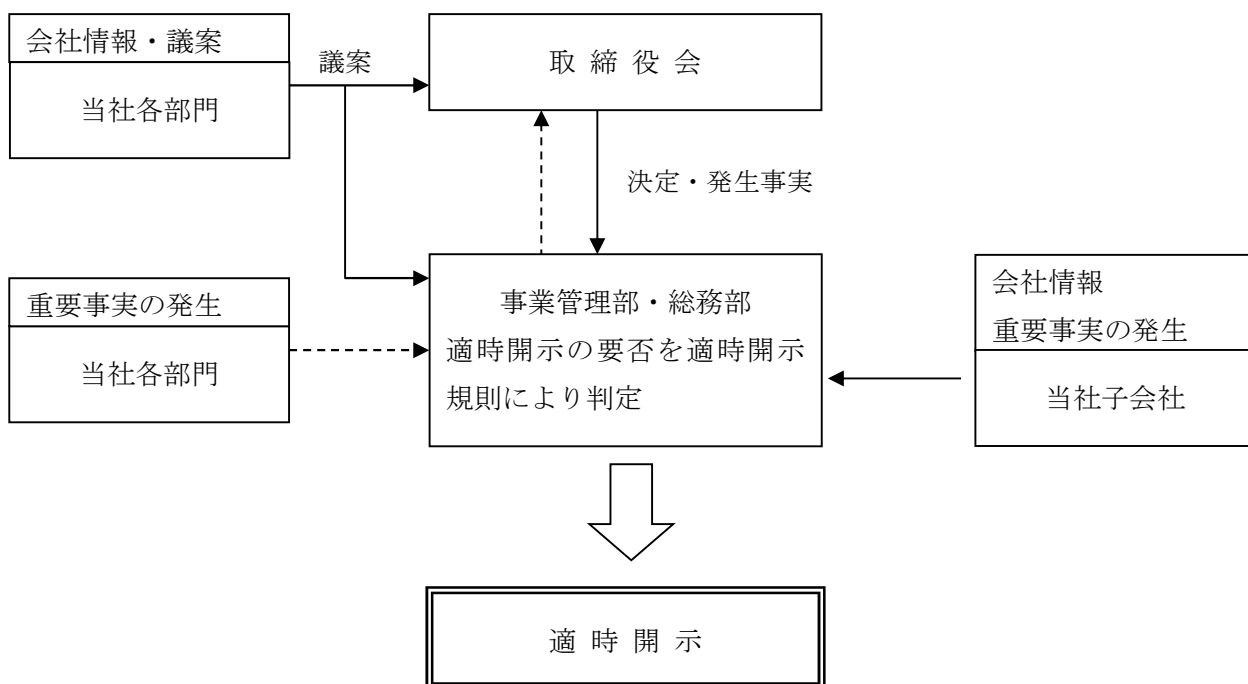 会社情報・議案
当社各部門
議案
取締役会
決定・発生事実
重要事実の発生
当社各部門
事業管理部・総務部
適時開示の要否を適時開示
規則により判定
会社情報
重要事実の発生
当社子会社
適時開示